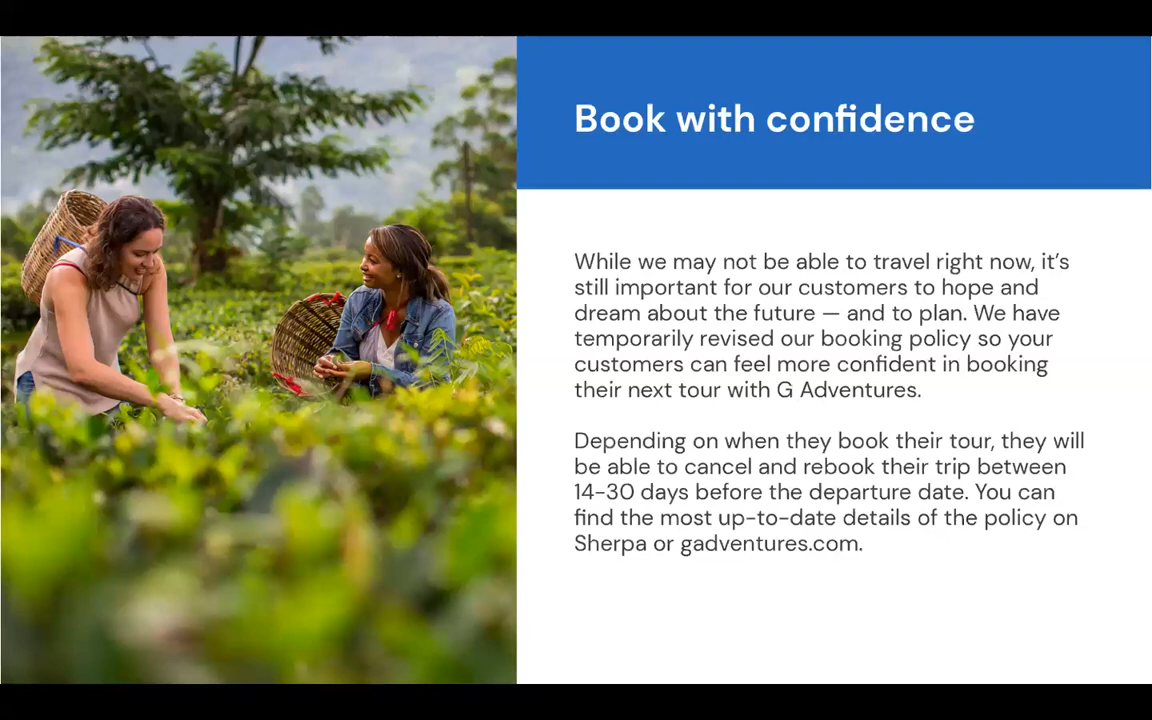 Book with confidence
While we may not be able to travel right now, it’s
still important for our customers to hope and
dream about the future — and to plan. We have
temporarily revised our booking policy so your
customers can feel more confident in booking
their next tour with G Adventures.
Depending on when they book their tour, they will
be able to cancel and rebook their trip between
14-30 days before the departure date. You can
find the most up-to-date details of the policy on
Sherpa or gadventures.com.